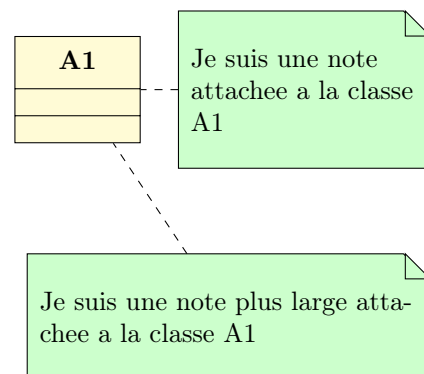 A1
Je suis une note
attachee a la classe
A1
Je suis une note plus large atta-
chee a la classe A1